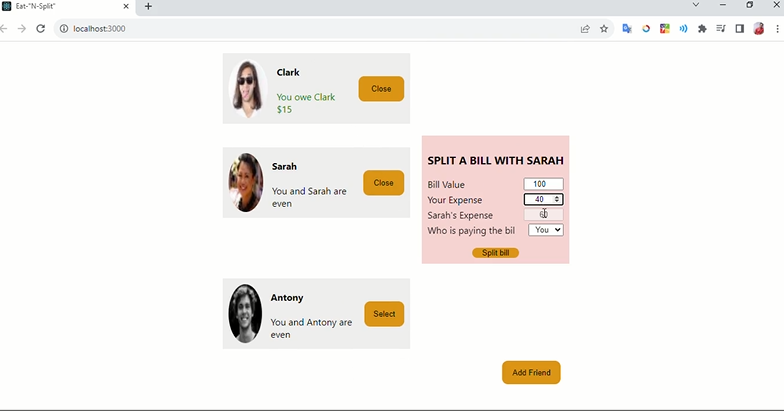 Eat-"N-Split"
localhost:3000
Clark
You owe Clark
$15
Close
Sarah
You and Sarah are
even
Close
SPLIT A BILL WITH SARAH
Bill Value 100
Your Expense 40
Sarah's Expense 60
Who is paying the bil You
Split bill
Antony
You and Antony are
even
Select
Add Friend